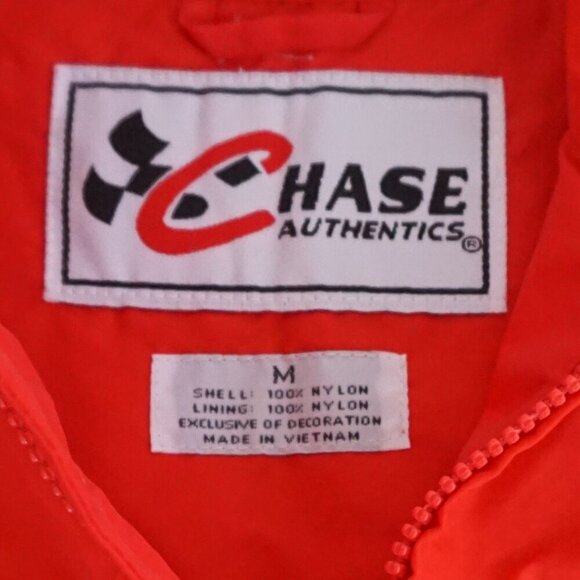 CHASE
AUTHENTICS®
M
SHELL: 100% NYLON
LINING: 100% NYLON
EXCLUSIVE OF DECORATION
MADE IN VIETNAM